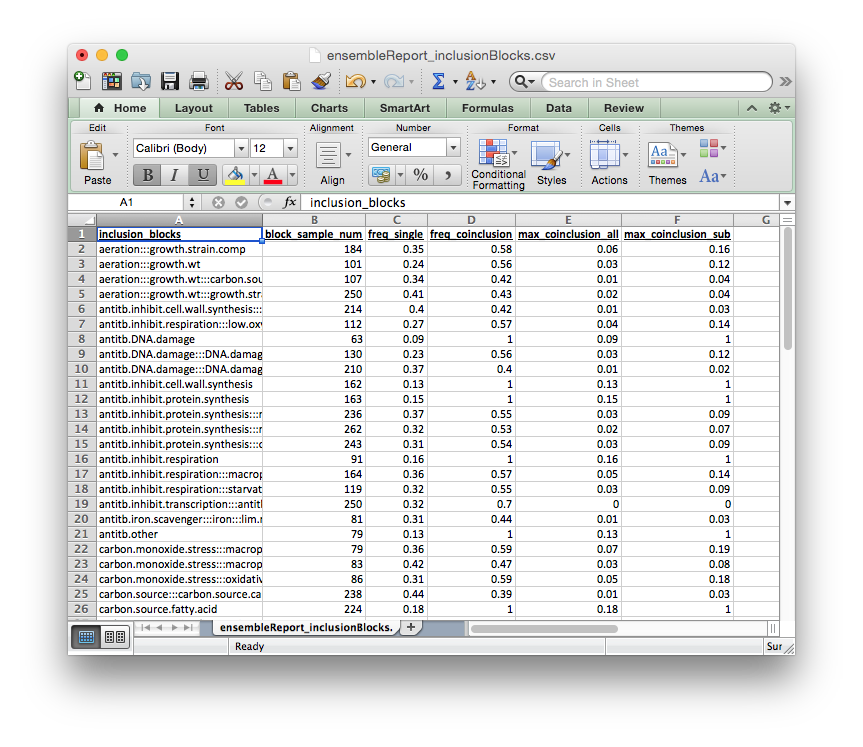 ensembleReport_inclusionBlocks.csv
Search in Sheet
Home Layout Tables Charts SmartArt Formulas Data Review
Edit Font Alignment Number Format Cells Themes
Calibri (Body) 12 General
Paste B I U A Align % , Conditional Formatting Styles Actions Themes Aa
A1 fx inclusion_blocks
A B C D E F G
1 inclusion_blocks block_sample_num freq_single freq_coinclusion max_coinclusion_all max_coinclusion_sub
2 aeration:::growth.strain.comp 184 0.35 0.58 0.06 0.16
3 aeration:::growth.wt 101 0.24 0.56 0.03 0.12
4 aeration:::growth.wt:::carbon.sou 107 0.34 0.42 0.01 0.04
5 aeration:::growth.wt:::growth.str 250 0.41 0.43 0.02 0.04
6 antitb.inhibit.cell.wall.synthesis::: 214 0.4 0.42 0.01 0.03
7 antitb.inhibit.respiration:::low.oxy 112 0.27 0.57 0.04 0.14
8 antitb.DNA.damage 63 0.09 1 0.09 1
9 antitb.DNA.damage:::DNA.damag 130 0.23 0.56 0.03 0.12
10 antitb.DNA.damage:::DNA.damag 210 0.37 0.4 0.01 0.02
11 antitb.inhibit.cell.wall.synthesis 162 0.13 1 0.13 1
12 antitb.inhibit.protein.synthesis 163 0.15 1 0.15 1
13 antitb.inhibit.protein.synthesis:::r 236 0.37 0.55 0.03 0.09
14 antitb.inhibit.protein.synthesis:::r 262 0.32 0.53 0.02 0.07
15 antitb.inhibit.protein.synthesis:::c 243 0.31 0.54 0.03 0.09
16 antitb.inhibit.respiration 91 0.16 1 0.16 1
17 antitb.inhibit.respiration:::macrop 164 0.36 0.57 0.05 0.14
18 antitb.inhibit.respiration:::starvat 119 0.32 0.55 0.03 0.09
19 antitb.inhibit.transcription:::antitl 250 0.32 0.7 0 0
20 antitb.iron.scavenger:::iron:::lim.r 81 0.31 0.44 0.01 0.03
21 antitb.other 79 0.13 1 0.13 1
22 carbon.monoxide.stress:::macrop 79 0.36 0.59 0.07 0.19
23 carbon.monoxide.stress:::macrop 83 0.42 0.47 0.03 0.08
24 carbon.monoxide.stress:::oxidativ 86 0.31 0.59 0.05 0.18
25 carbon.source:::carbon.source.ca 238 0.44 0.39 0.01 0.03
26 carbon.source.fatty.acid 224 0.18 1 0.18 1
ensembleReport_inclusionBlocks.
Ready Sur